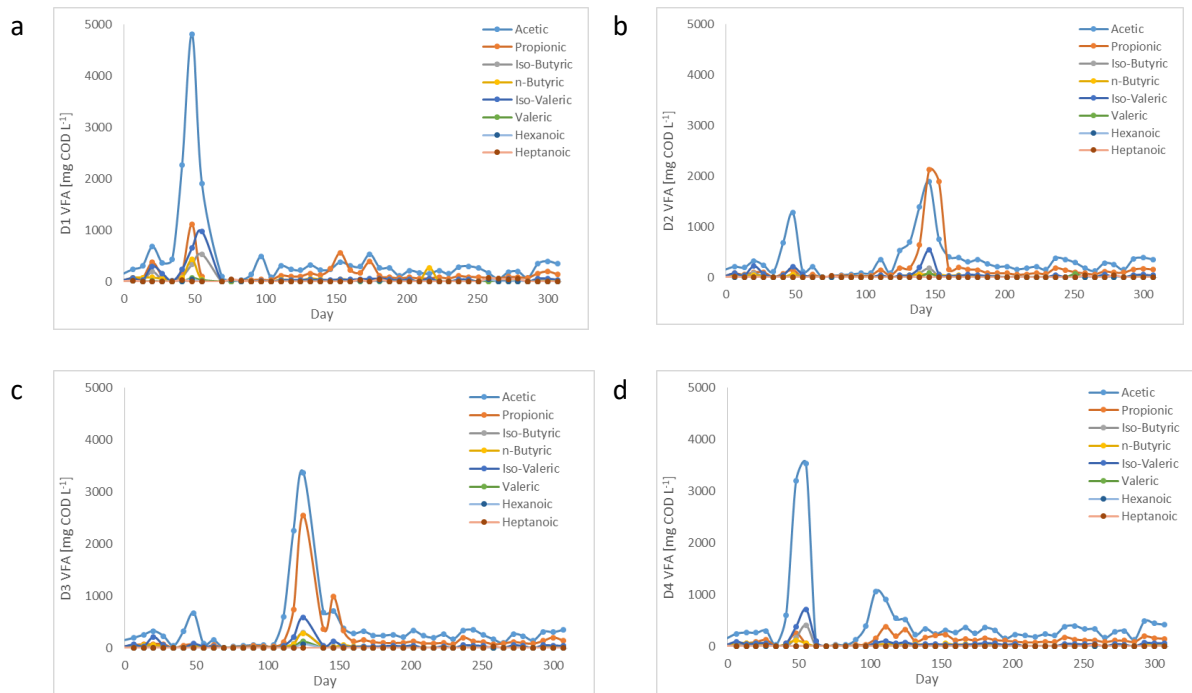 a
D1 VFA [mg COD L-1]
5000
4000
3000
2000
1000
0
0 50 100 150 200 250 300
Day
Acetic
Propionic
Iso-Butyric
n-Butyric
Iso-Valeric
Valeric
Hexanoic
Heptanoic
b
D2 VFA [mg COD L-1]
5000
4000
3000
2000
1000
0
0 50 100 150 200 250 300
Day
Acetic
Propionic
Iso-Butyric
n-Butyric
Iso-Valeric
Valeric
Hexanoic
Heptanoic
c
D3 VFA [mg COD L-1]
5000
4000
3000
2000
1000
0
0 50 100 150 200 250 300
Day
Acetic
Propionic
Iso-Butyric
n-Butyric
Iso-Valeric
Valeric
Hexanoic
Heptanoic
d
D4 VFA [mg COD L-1]
5000
4000
3000
2000
1000
0
0 50 100 150 200 250 300
Day
Acetic
Propionic
Iso-Butyric
n-Butyric
Iso-Valeric
Valeric
Hexanoic
Heptanoic